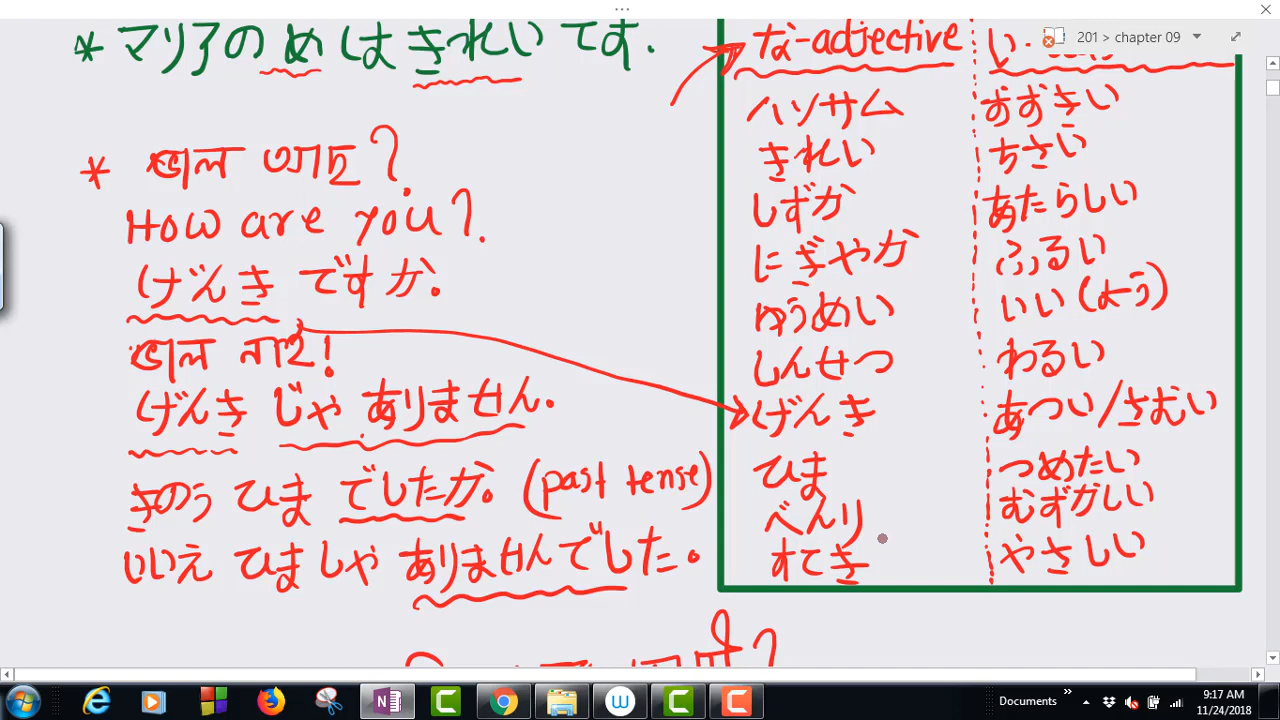 201 > chapter 09
* マリアの め は きれい です.
* ভাল আছ?
How are you?
げんき ですか.
ভাল নাই!
げんき じゃ ありません.
きのう ひま でしたか. (past tense)
いいえ ひま しゃ ありませんでした。
な-adjective
ハソサム
きれい
しずか
にぎやか
ゆうめい
しんせつ
げんき
ひま
べんり
すてき
おおきい
ちさい
あたらしい
ふるい
いい (よう)
わるい
あつい/さむい
つめたい
むずかしい
やさしい
Documents
9:17 AM
11/24/2018